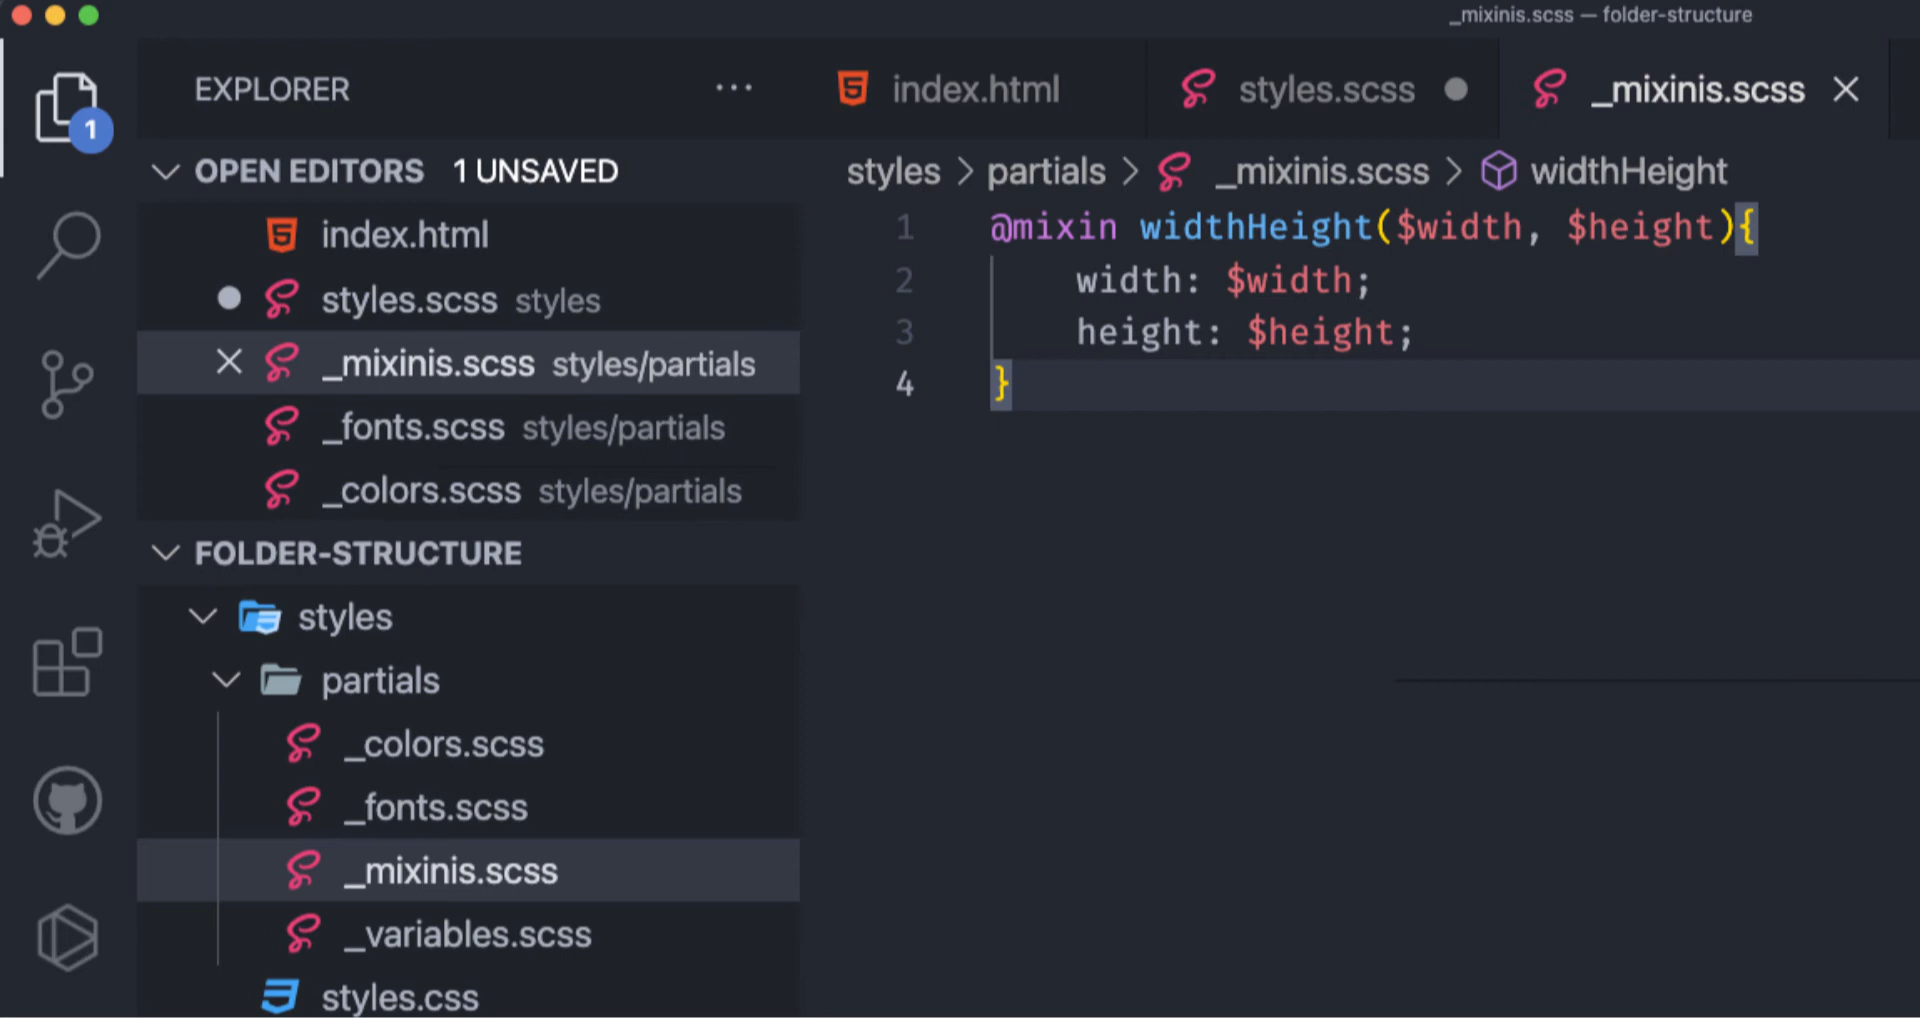 _mixinis.scss — folder-structure
EXPLORER
index.html
styles.scss
_mixinis.scss
1
OPEN EDITORS 1 UNSAVED
index.html
styles.scss styles
_mixinis.scss styles/partials
_fonts.scss styles/partials
_colors.scss styles/partials
FOLDER-STRUCTURE
styles
partials
_colors.scss
_fonts.scss
_mixinis.scss
_variables.scss
styles.css
styles > partials > _mixinis.scss > widthHeight
1 @mixin widthHeight($width, $height){
2 width: $width;
3 height: $height;
4 }